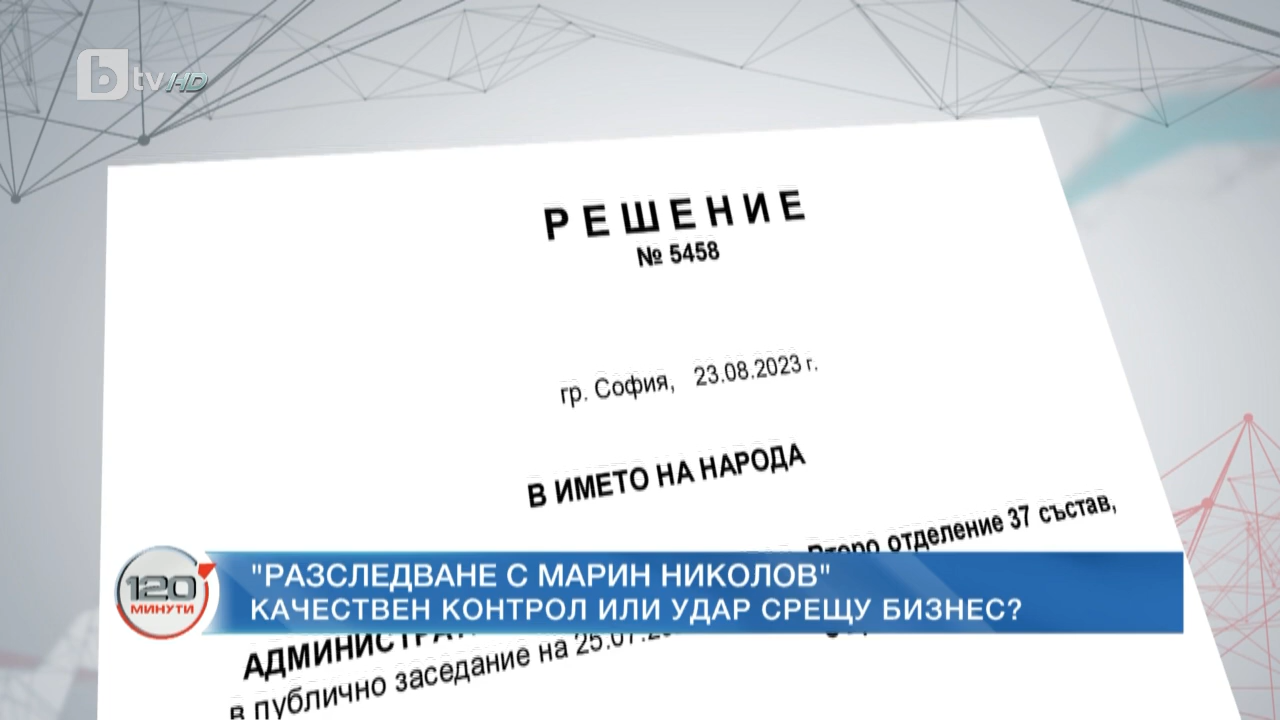 btv HD
РЕШЕНИЕ
№ 5458
гр. София, 23.08.2023 г.
В ИМЕТО НА НАРОДА
Второ отделение 37 състав,
120
МИНУТИ
"РАЗСЛЕДВАНЕ С МАРИН НИКОЛОВ"
КАЧЕСТВЕН КОНТРОЛ ИЛИ УДАР СРЕЩУ БИЗНЕС?
в публично заседание на 25.07.